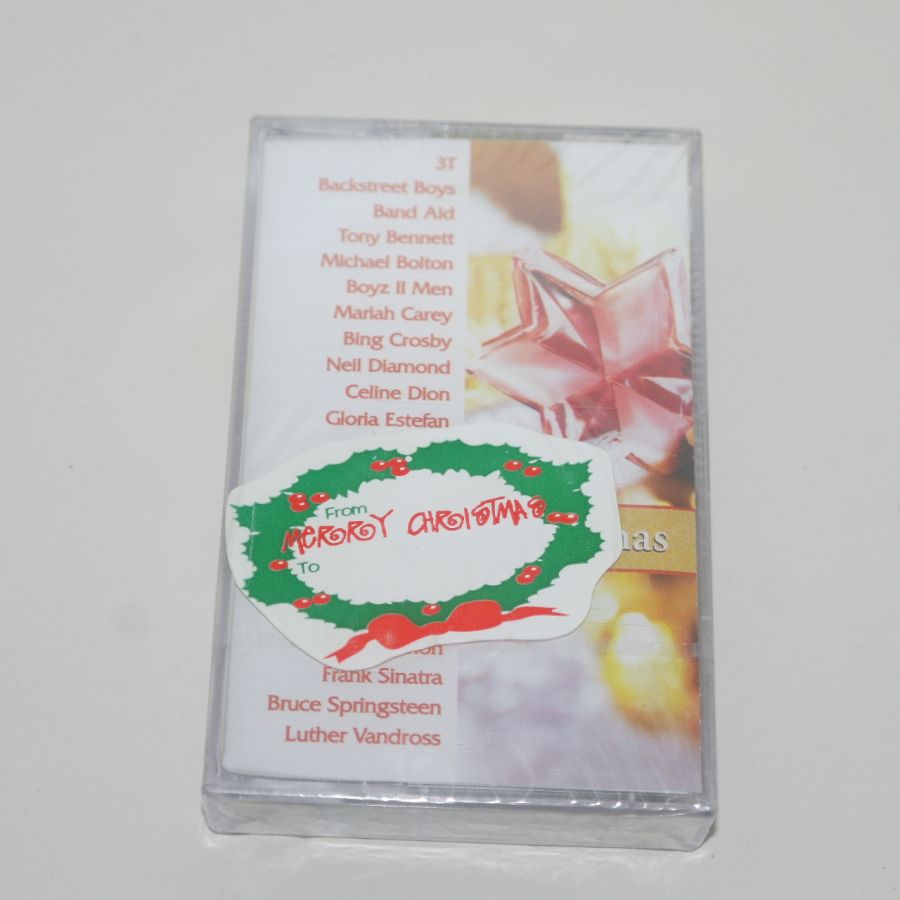 3T
Backstreet Boys
Band Aid
Tony Bennett
Michael Bolton
Boyz II Men
Mariah Carey
Bing Crosby
Neil Diamond
Celine Dion
Gloria Estefan
From
MERRY CHRISTMAS
To
mas
Frank Sinatra
Bruce Springsteen
Luther Vandross